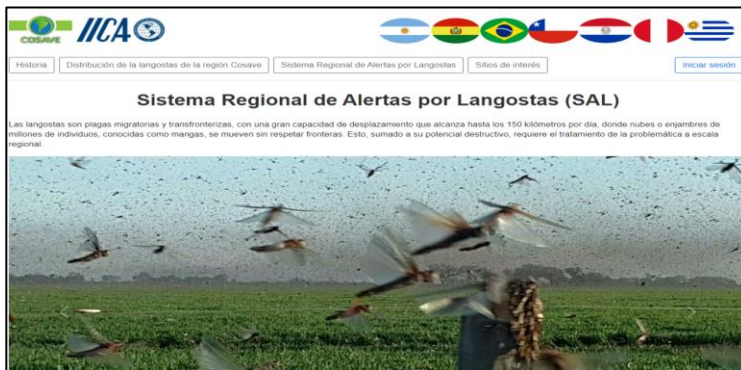 COSAVE IICA
Historia Distribución de la langostas de la región Cosave Sistema Regional de Alertas por Langostas Sitios de interés Iniciar sesión
Sistema Regional de Alertas por Langostas (SAL)
Las langostas son plagas migratorias y transfronterizas, con una gran capacidad de desplazamiento que alcanza hasta los 150 kilómetros por día, donde nubes o enjambres de
millones de individuos, conocidas como mangas, se mueven sin respetar fronteras. Esto, sumado a su potencial destructivo, requiere el tratamiento de la problemática a escala
regional.